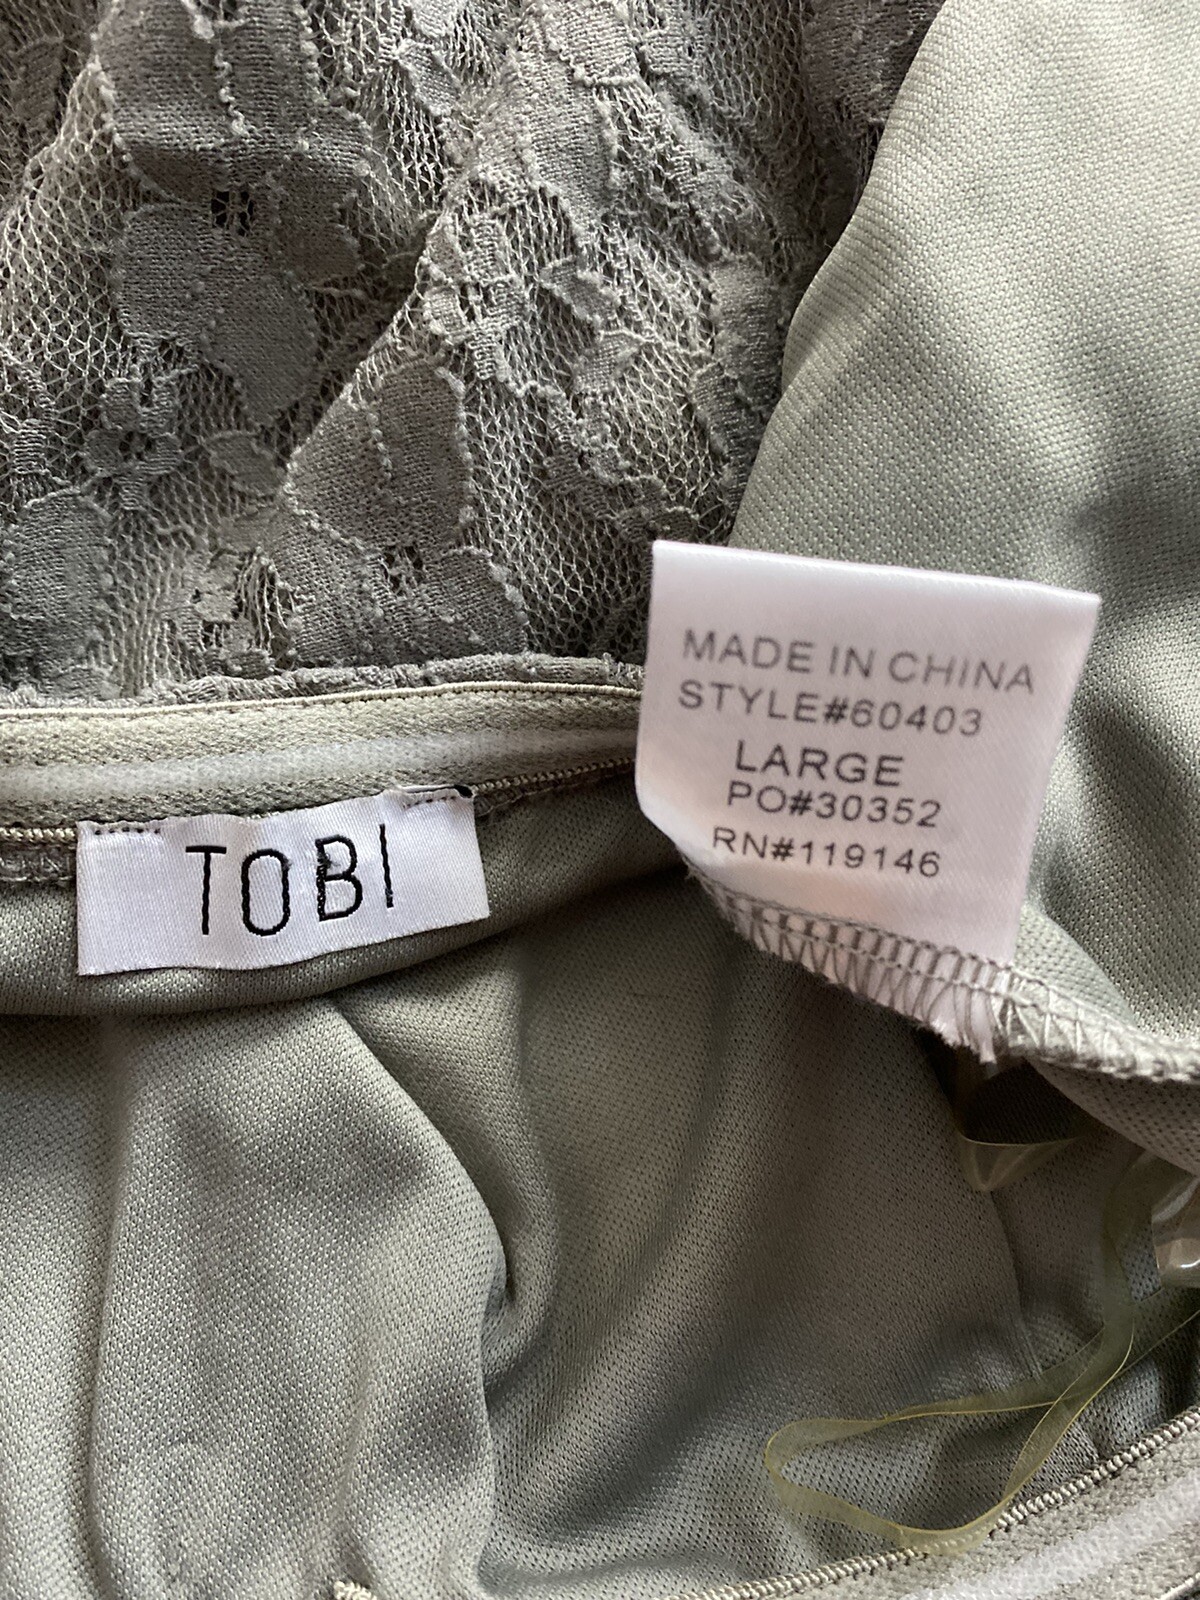 TOBI
MADE IN CHINA
STYLE#60403
LARGE
PO#30352
RN#119146